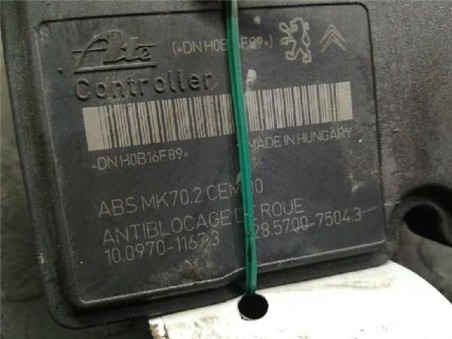 Ate (*DN H0B16F89*)
Controller
*DN H0B16F89* MADE IN HUNGARY
ABS MK70.2 CEM
ANTIBLOCAGE DE ROUE
10.0970-1167.3 28.5700-7504.3